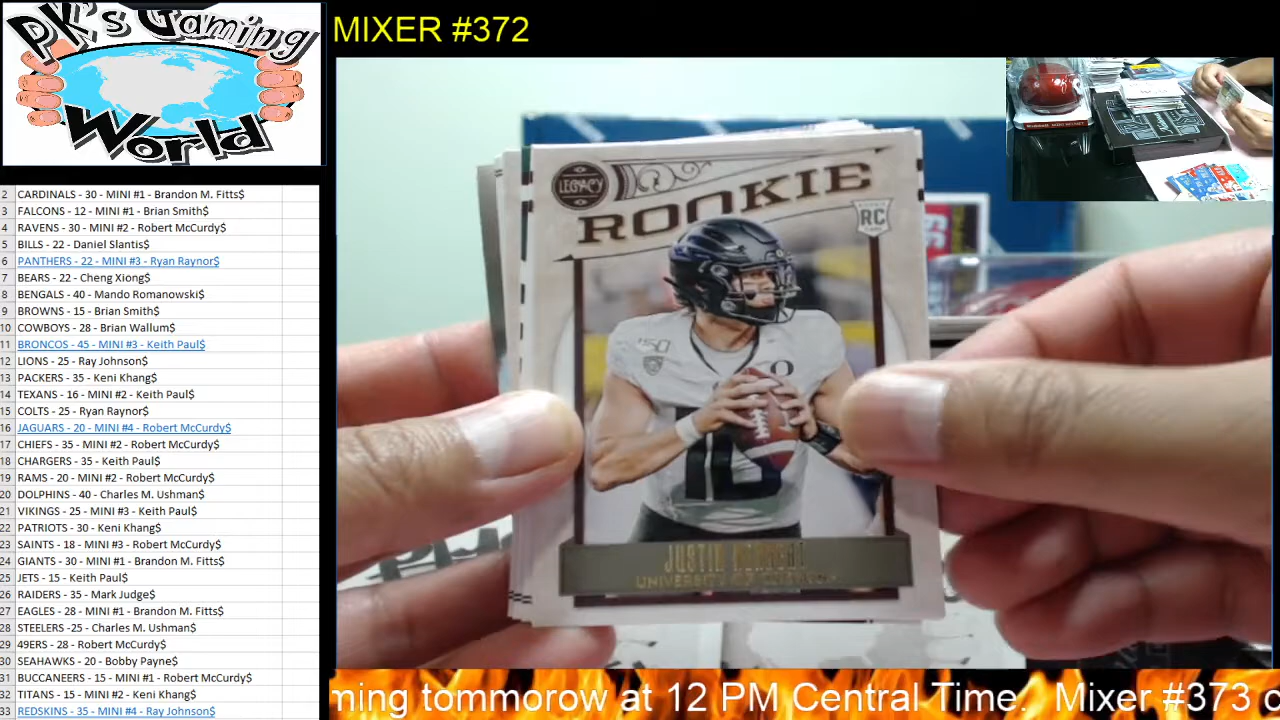 PK's Gaming
World
MIXER #372
2 CARDINALS - 30 - MINI #1 - Brandon M. Fitts$
3 FALCONS - 12 - MINI #1 - Brian Smith$
4 RAVENS - 30 - MINI #2 - Robert McCurdy$
5 BILLS - 22 - Daniel Slantis$
6 PANTHERS - 22 - MINI #3 - Ryan Raynor$
7 BEARS - 22 - Cheng Xiong$
8 BENGALS - 40 - Mando Romanowski$
9 BROWNS - 15 - Brian Smith$
10 COWBOYS - 28 - Brian Wallum$
11 BRONCOS - 45 - MINI #3 - Keith Paul$
12 LIONS - 25 - Ray Johnson$
13 PACKERS - 35 - Keni Khang$
14 TEXANS - 16 - MINI #2 - Keith Paul$
15 COLTS - 25 - Ryan Raynor$
16 JAGUARS - 20 - MINI #4 - Robert McCurdy$
17 CHIEFS - 35 - MINI #2 - Robert McCurdy$
18 CHARGERS - 35 - Keith Paul$
19 RAMS - 20 - MINI #2 - Robert McCurdy$
20 DOLPHINS - 40 - Charles M. Ushman$
21 VIKINGS - 25 - MINI #3 - Keith Paul$
22 PATRIOTS - 30 - Keni Khang$
23 SAINTS - 18 - MINI #3 - Robert McCurdy$
24 GIANTS - 30 - MINI #1 - Brandon M. Fitts$
25 JETS - 15 - Keith Paul$
26 RAIDERS - 35 - Mark Judge$
27 EAGLES - 28 - MINI #1 - Brandon M. Fitts$
28 STEELERS -25 - Charles M. Ushman$
29 49ERS - 28 - Robert McCurdy$
30 SEAHAWKS - 20 - Bobby Payne$
31 BUCCANEERS - 15 - MINI #1 - Robert McCurdy$
32 TITANS - 15 - MINI #2 - Keni Khang$
33 REDSKINS - 35 - MINI #4 - Ray Johnson$
LEGACY
ROOKIE
RC
150
O
10
JUSTIN
UNIVERSITY OF
ming tommorow at 12 PM Central Time. Mixer #373 c